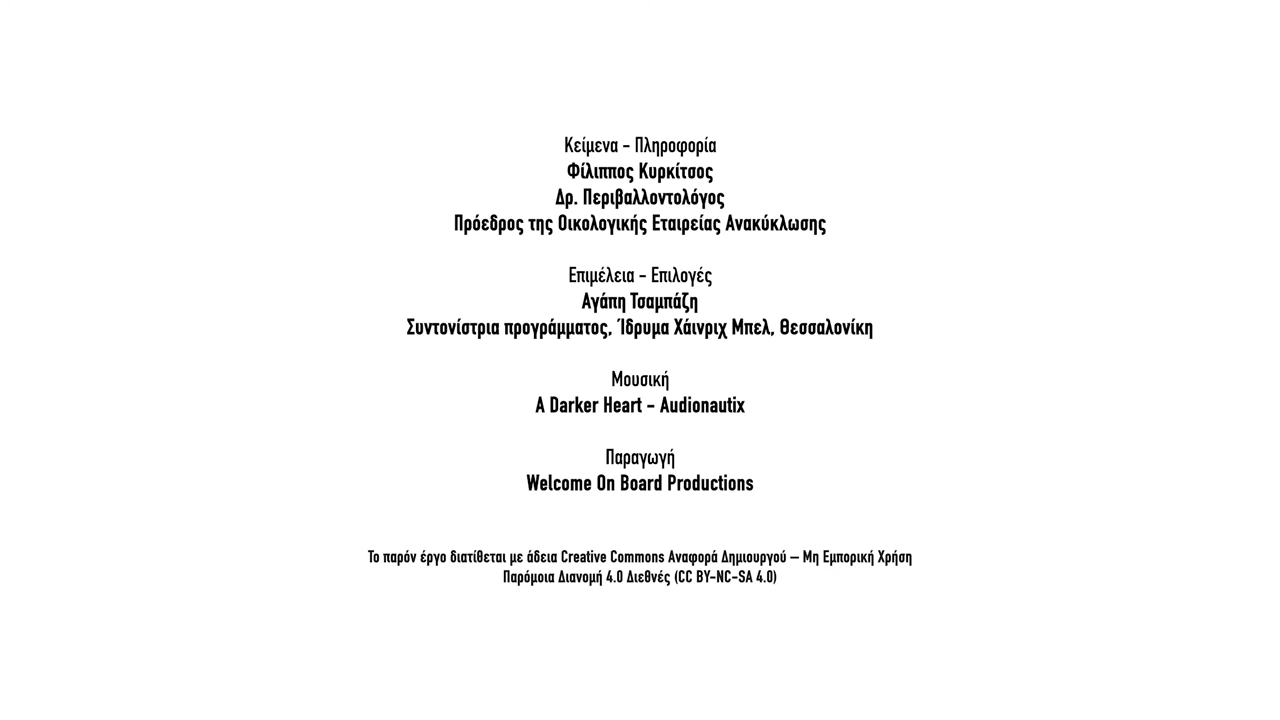 Κείμενα - Πληροφορία
Φίλιππος Κυρκίτσος
Δρ. Περιβαλλοντολόγος
Πρόεδρος της Οικολογικής Εταιρείας Ανακύκλωσης
Επιμέλεια - Επιλογές
Αγάπη Τσαμπάζη
Συντονίστρια προγράμματος, Ίδρυμα Χάινριχ Μπελ, Θεσσαλονίκη
Μουσική
A Darker Heart - Audionautix
Παραγωγή
Welcome On Board Productions
Το παρόν έργο διατίθεται με άδεια Creative Commons Αναφορά Δημιουργού – Μη Εμπορική Χρήση
Παρόμοια Διανομή 4.0 Διεθνές (CC BY-NC-SA 4.0)